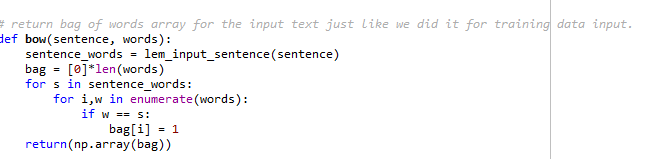 # return bag of words array for the input text just like we did it for training data input.
def bow(sentence, words):
    sentence_words = lem_input_sentence(sentence)
    bag = [0]*len(words)
    for s in sentence_words:
        for i,w in enumerate(words):
            if w == s:
                bag[i] = 1
    return(np.array(bag))